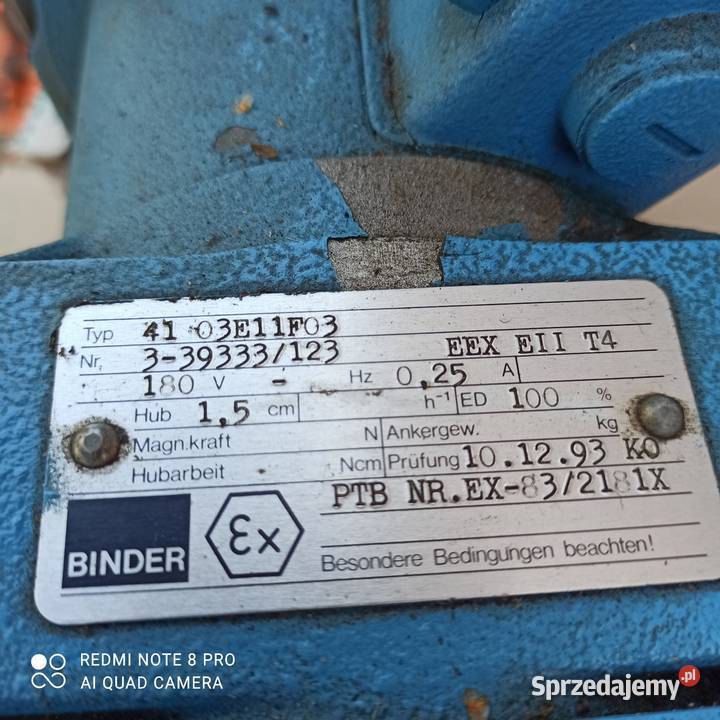 Typ 41 03E11F03
Nr. 3-39333/123 EEX EII T4
180 V - Hz 0,25 A
Hub 1,5 cm h⁻¹ ED 100 %
Magn.kraft N Ankergew. kg
Hubarbeit Ncm Prüfung 10.12.93 KO
PTB NR.EX-83/2181X
BINDER
Ex
Besondere Bedingungen beachten!
REDMI NOTE 8 PRO
AI QUAD CAMERA
Sprzedajemy.pl